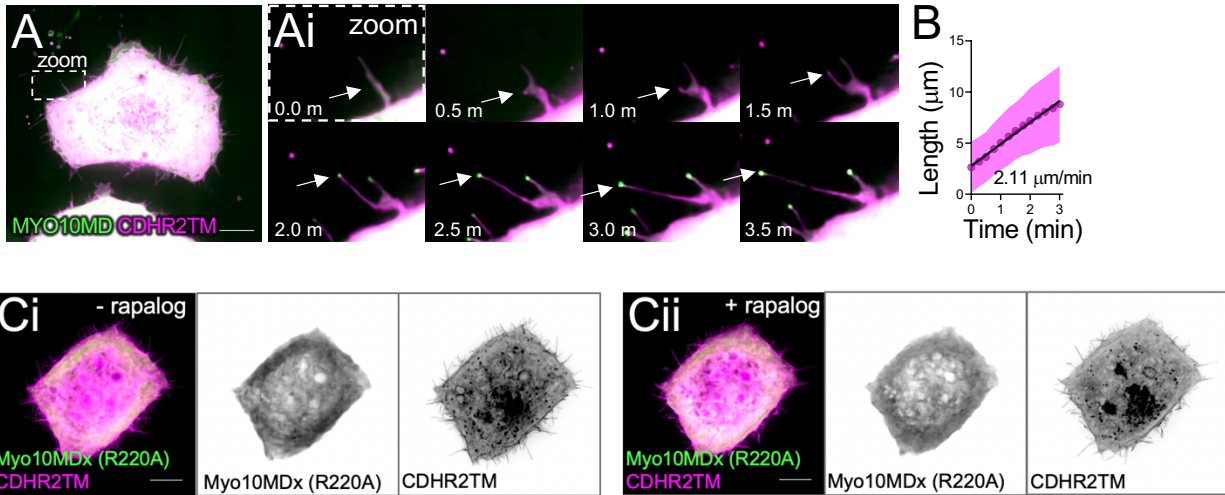 A
zoom
MYO10MD CDHR2TM
Ai
zoom
0.0 m
0.5 m
1.0 m
1.5 m
2.0 m
2.5 m
3.0 m
3.5 m
B
Length (μm)
15
10
5
0
2.11 μm/min
0 1 2 3
Time (min)
Ci
- rapalog
Myo10MDx (R220A)
CDHR2TM
Myo10MDx (R220A)
CDHR2TM
Cii
+ rapalog
Myo10MDx (R220A)
CDHR2TM
Myo10MDx (R220A)
CDHR2TM